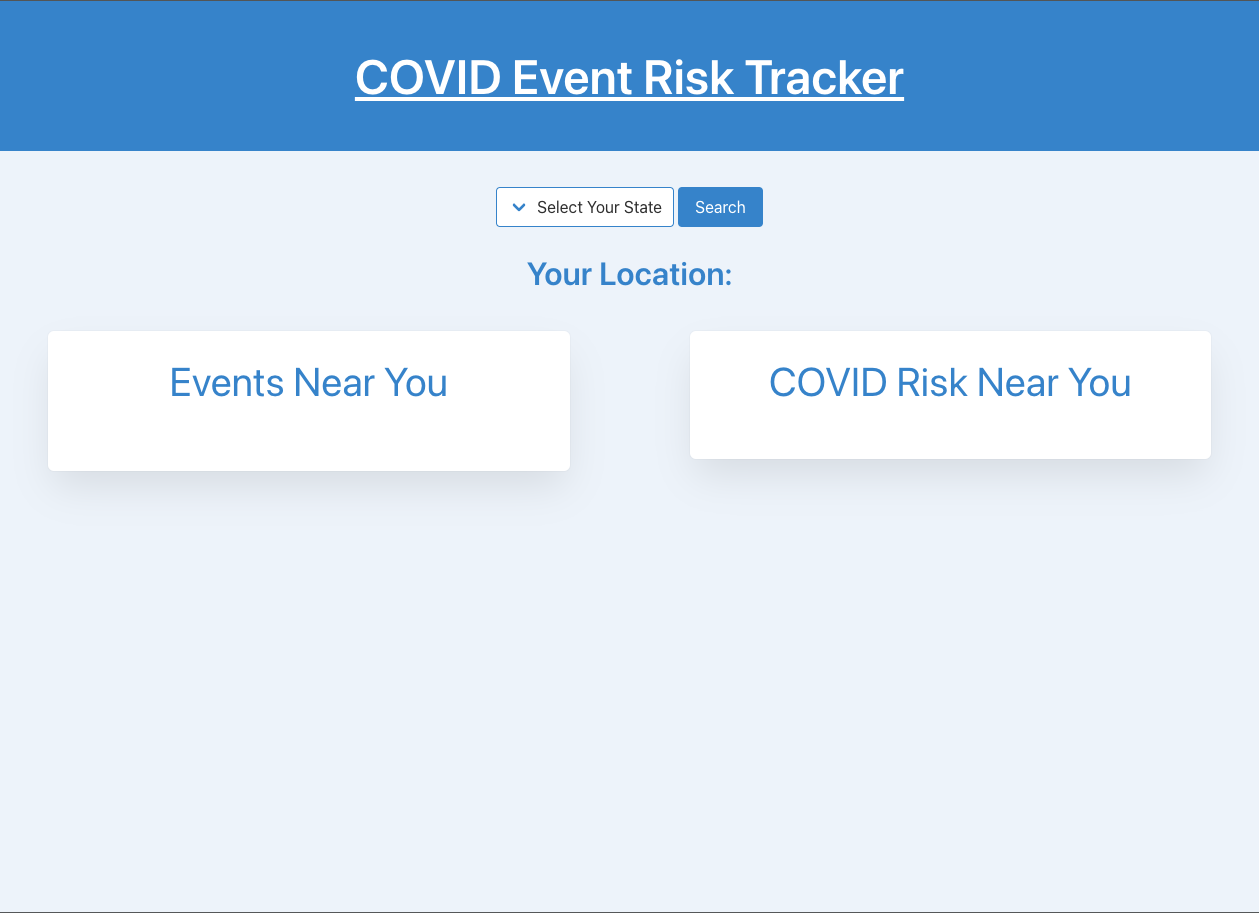 COVID Event Risk Tracker
Select Your State
Search
Your Location:
Events Near You
COVID Risk Near You